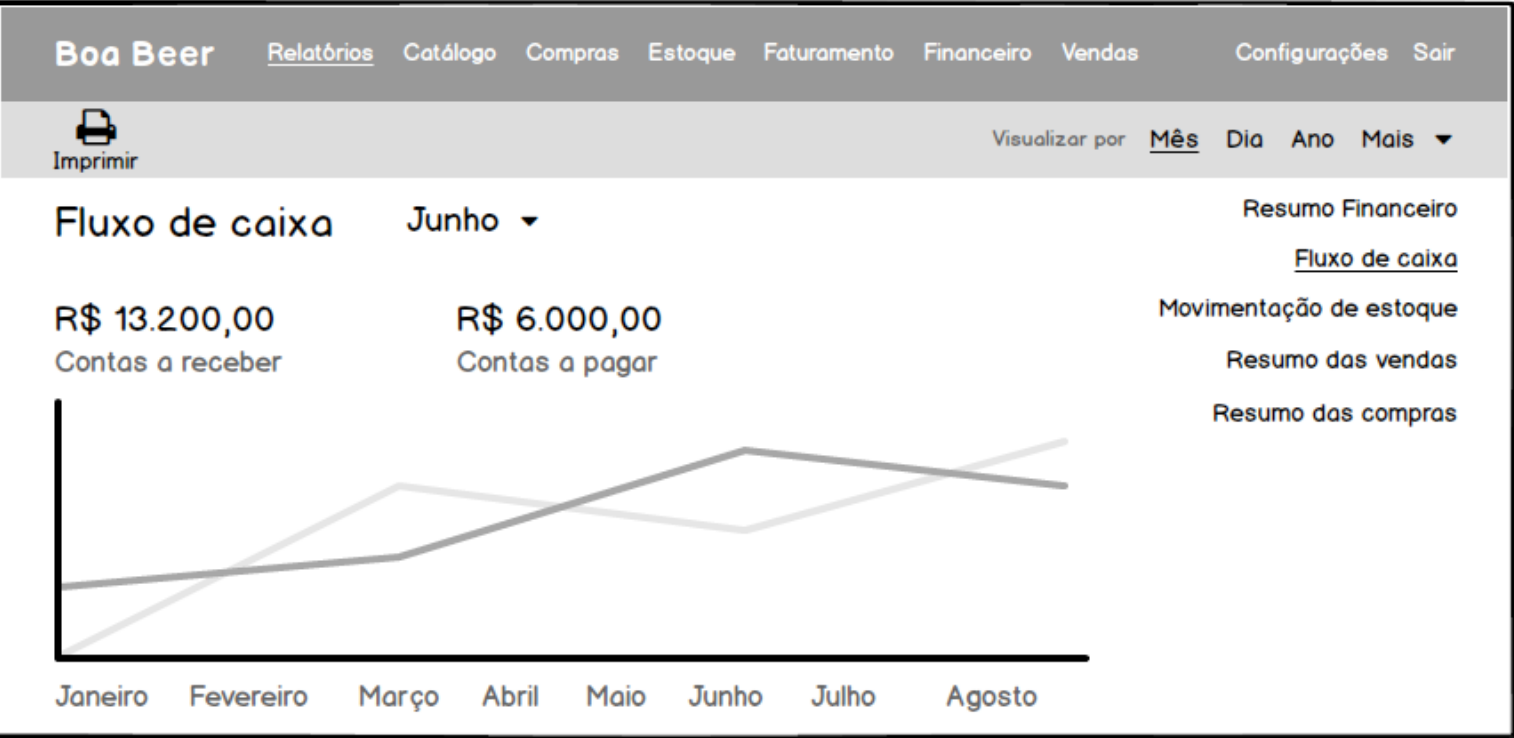 Boa Beer Relatórios Catálogo Compras Estoque Faturamento Financeiro Vendas Configurações Sair
Imprimir
Visualizar por Mês Dia Ano Mais
Fluxo de caixa Junho
R$ 13.200,00 R$ 6.000,00
Contas a receber Contas a pagar
Resumo Financeiro
Fluxo de caixa
Movimentação de estoque
Resumo das vendas
Resumo das compras
Janeiro Fevereiro Março Abril Maio Junho Julho Agosto